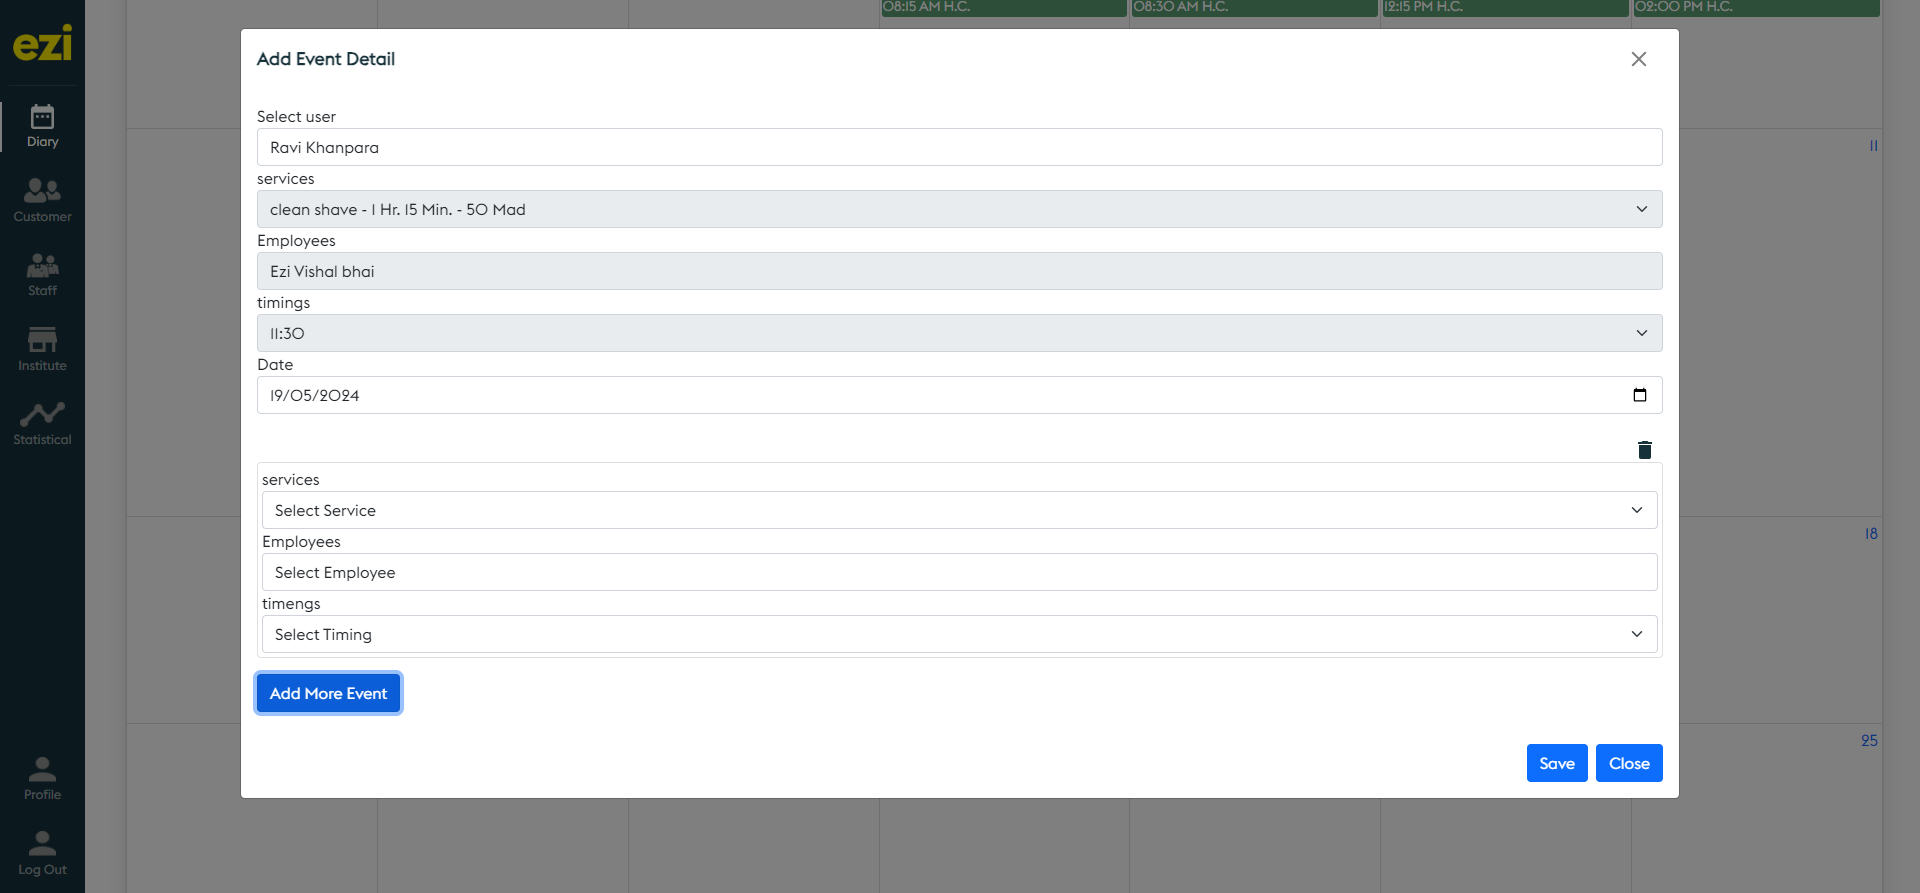 ezi
Diary
Customer
Staff
Institute
Statistical
Profile
Log Out
08:15 AM H.C.
08:30 AM H.C.
12:15 PM H.C.
02:00 PM H.C.
11
18
25
Add Event Detail
Select user
Ravi Khanpara
services
clean shave - 1 Hr. 15 Min. - 50 Mad
Employees
Ezi Vishal bhai
timings
11:30
Date
19/05/2024
services
Select Service
Employees
Select Employee
timengs
Select Timing
Add More Event
Save
Close